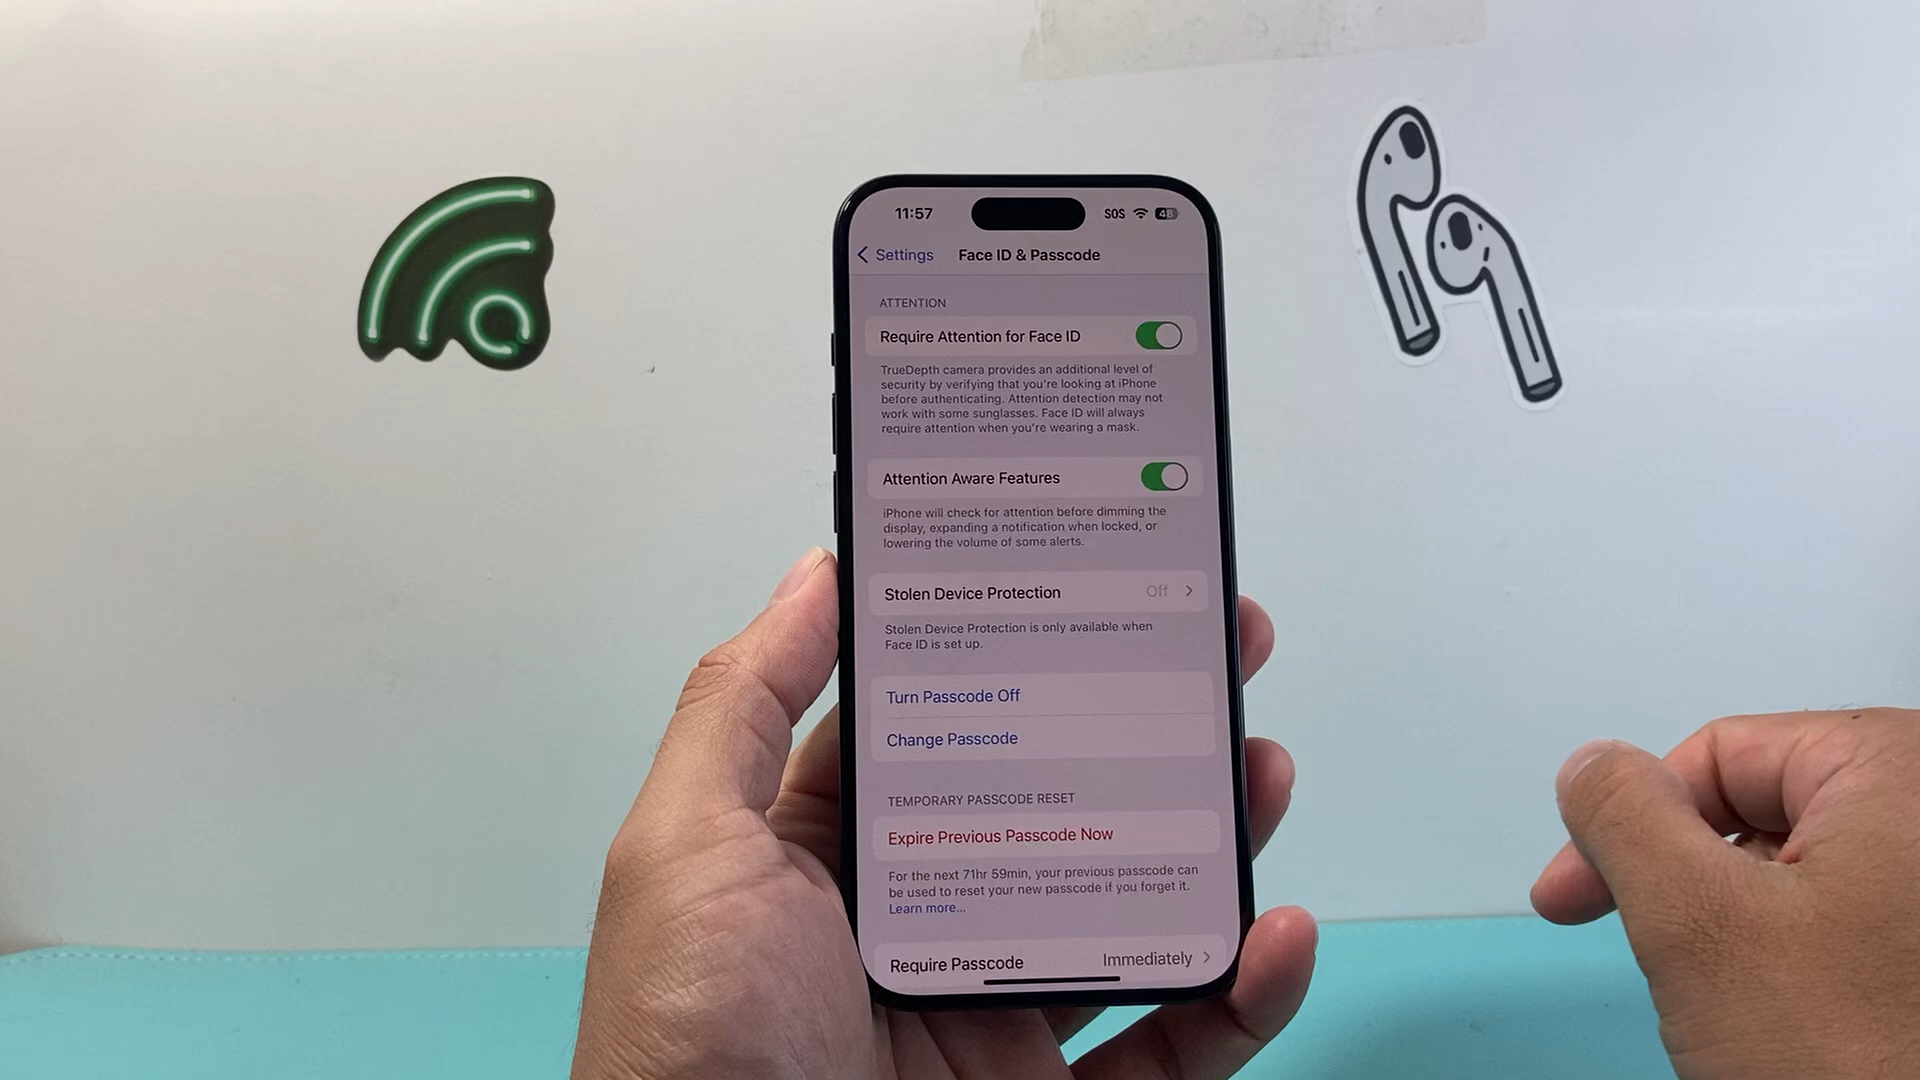 11:57
SOS
48
Settings
Face ID & Passcode
ATTENTION
Require Attention for Face ID
TrueDepth camera provides an additional level of
security by verifying that you're looking at iPhone
before authenticating. Attention detection may not
work with some sunglasses. Face ID will always
require attention when you're wearing a mask.
Attention Aware Features
iPhone will check for attention before dimming the
display, expanding a notification when locked, or
lowering the volume of some alerts.
Stolen Device Protection
Off
Stolen Device Protection is only available when
Face ID is set up.
Turn Passcode Off
Change Passcode
TEMPORARY PASSCODE RESET
Expire Previous Passcode Now
For the next 71hr 59min, your previous passcode can
be used to reset your new passcode if you forget it.
Learn more...
Require Passcode
Immediately